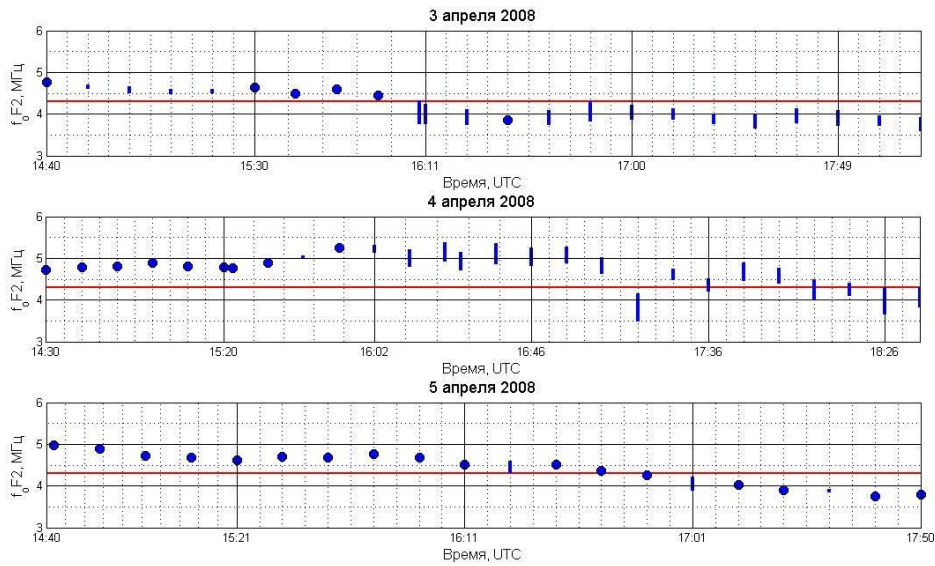 3 апреля 2008
6
5
4
3
f₀F2, МГц
14:40 15:30 16:11 17:00 17:49
Время, UTC
4 апреля 2008
6
5
4
3
f₀F2, МГц
14:30 15:20 16:02 16:46 17:36 18:26
Время, UTC
5 апреля 2008
6
5
4
3
f₀F2, МГц
14:40 15:21 16:11 17:01 17:50
Время, UTC